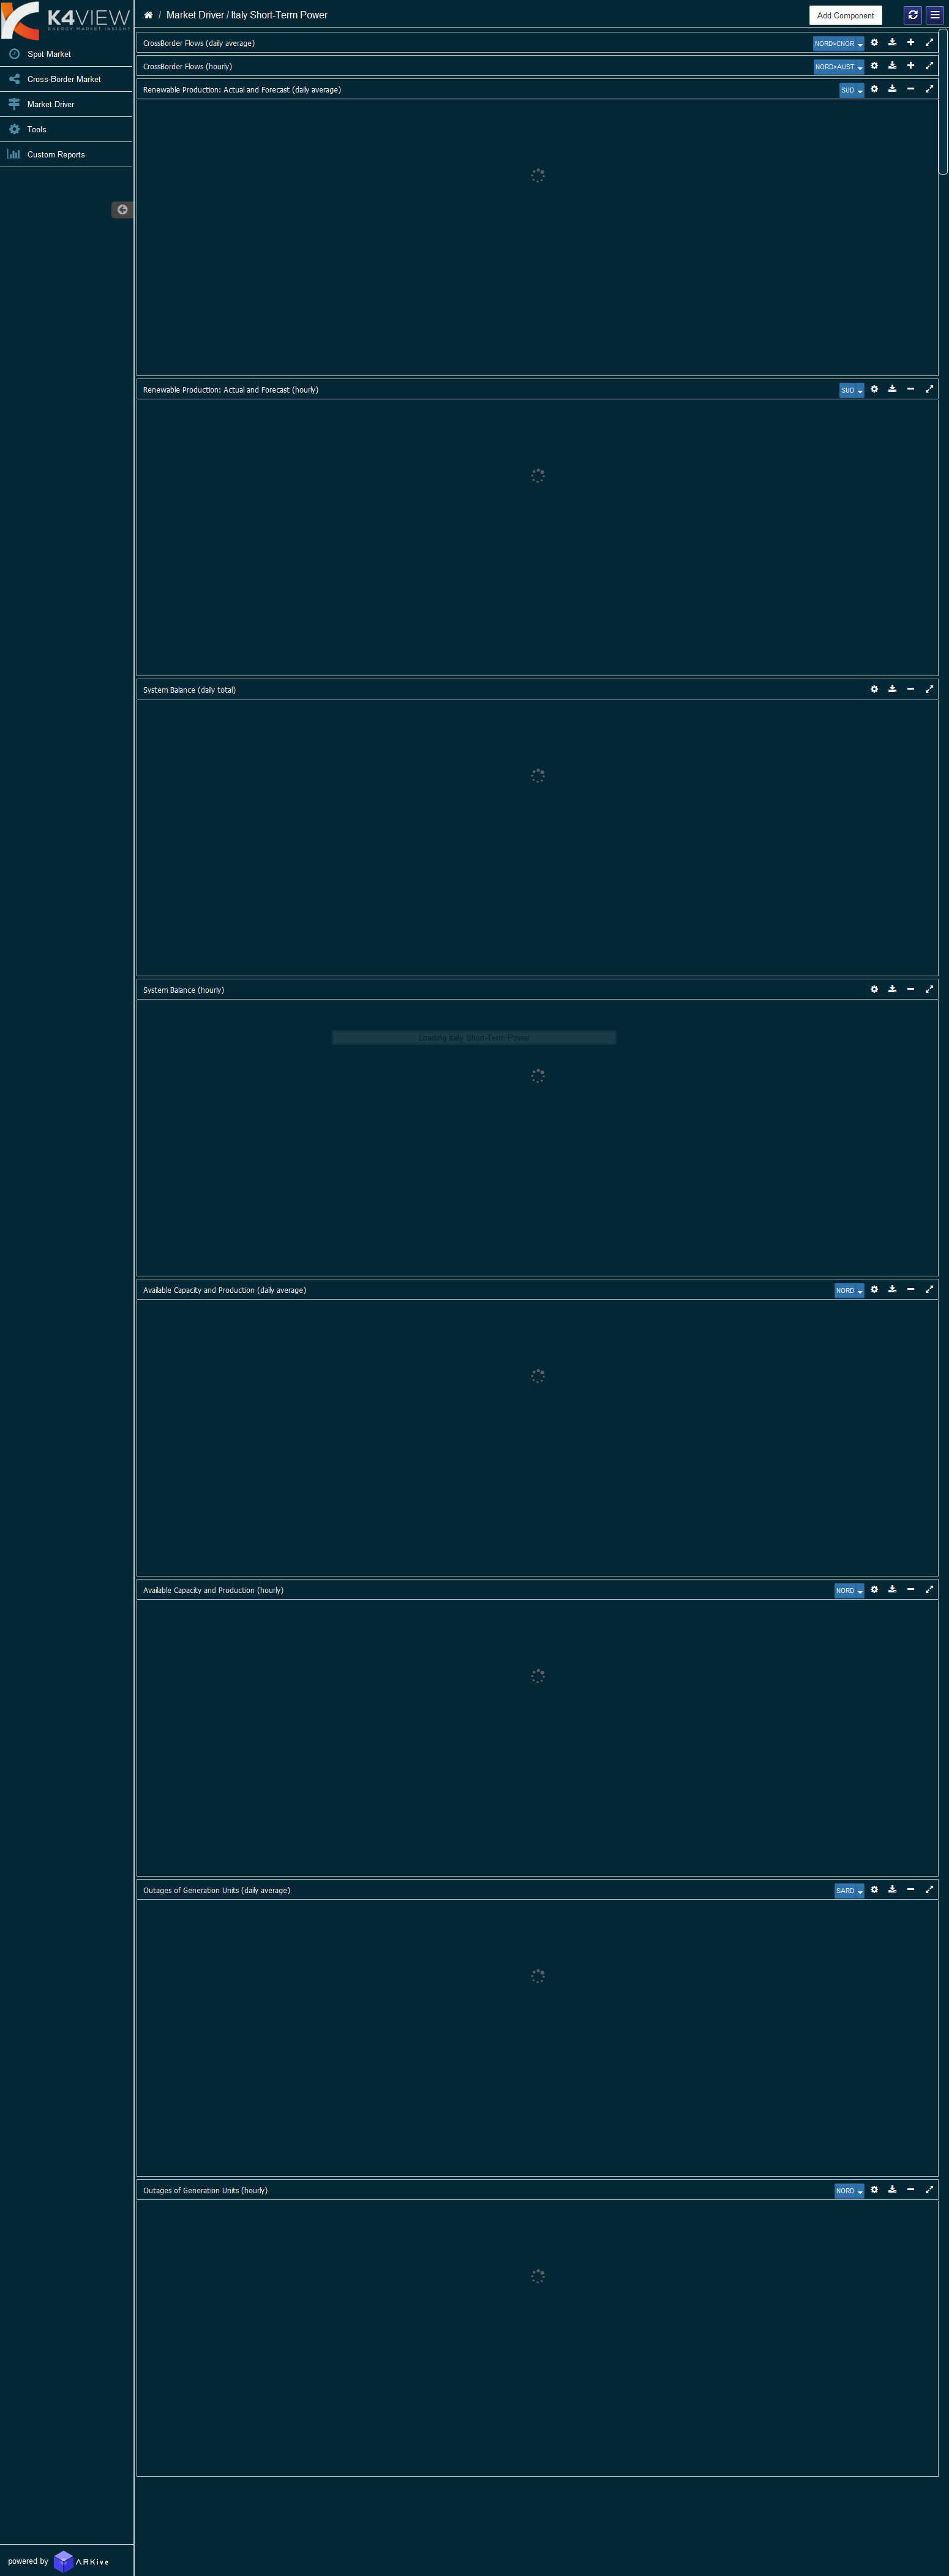 K4VIEW
ENERGY MARKET INSIGHT
Spot Market
Cross-Border Market
Market Driver
Tools
Custom Reports
/ Market Driver / Italy Short-Term Power
Add Component
CrossBorder Flows (daily average)
NORD>CNOR
CrossBorder Flows (hourly)
NORD>AUST
Renewable Production: Actual and Forecast (daily average)
SUD
Renewable Production: Actual and Forecast (hourly)
SUD
System Balance (daily total)
System Balance (hourly)
Loading Italy Short-Term Power
Available Capacity and Production (daily average)
NORD
Available Capacity and Production (hourly)
NORD
Outages of Generation Units (daily average)
SARD
Outages of Generation Units (hourly)
NORD
powered by ARKive